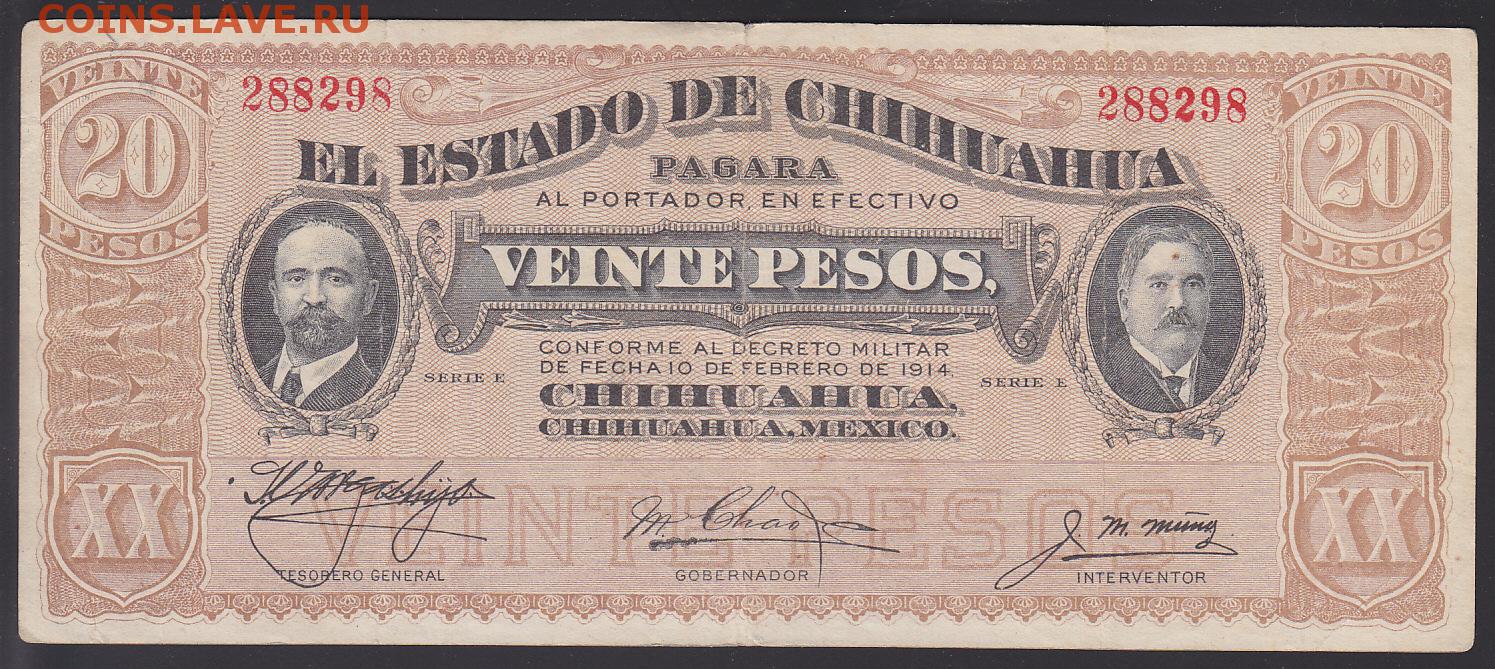 COINS.LAVE.RU
VEINTE 20 PESOS
288298
288298
VEINTE 20 PESOS
EL ESTADO DE CHIHUAHUA
PAGARA
AL PORTADOR, EN EFECTIVO
VEINTE PESOS,
CONFORME AL DECRETO MILITAR
DE FECHA 10 DE FEBRERO DE 1914.
SERIE E
SERIE E
CHIHUAHUA,
CHIHUAHUA, MEXICO.
XX
VEINTE PESOS
XX
M. Chao
J. M. Muñoz
TESORERO GENERAL
GOBERNADOR
INTERVENTOR